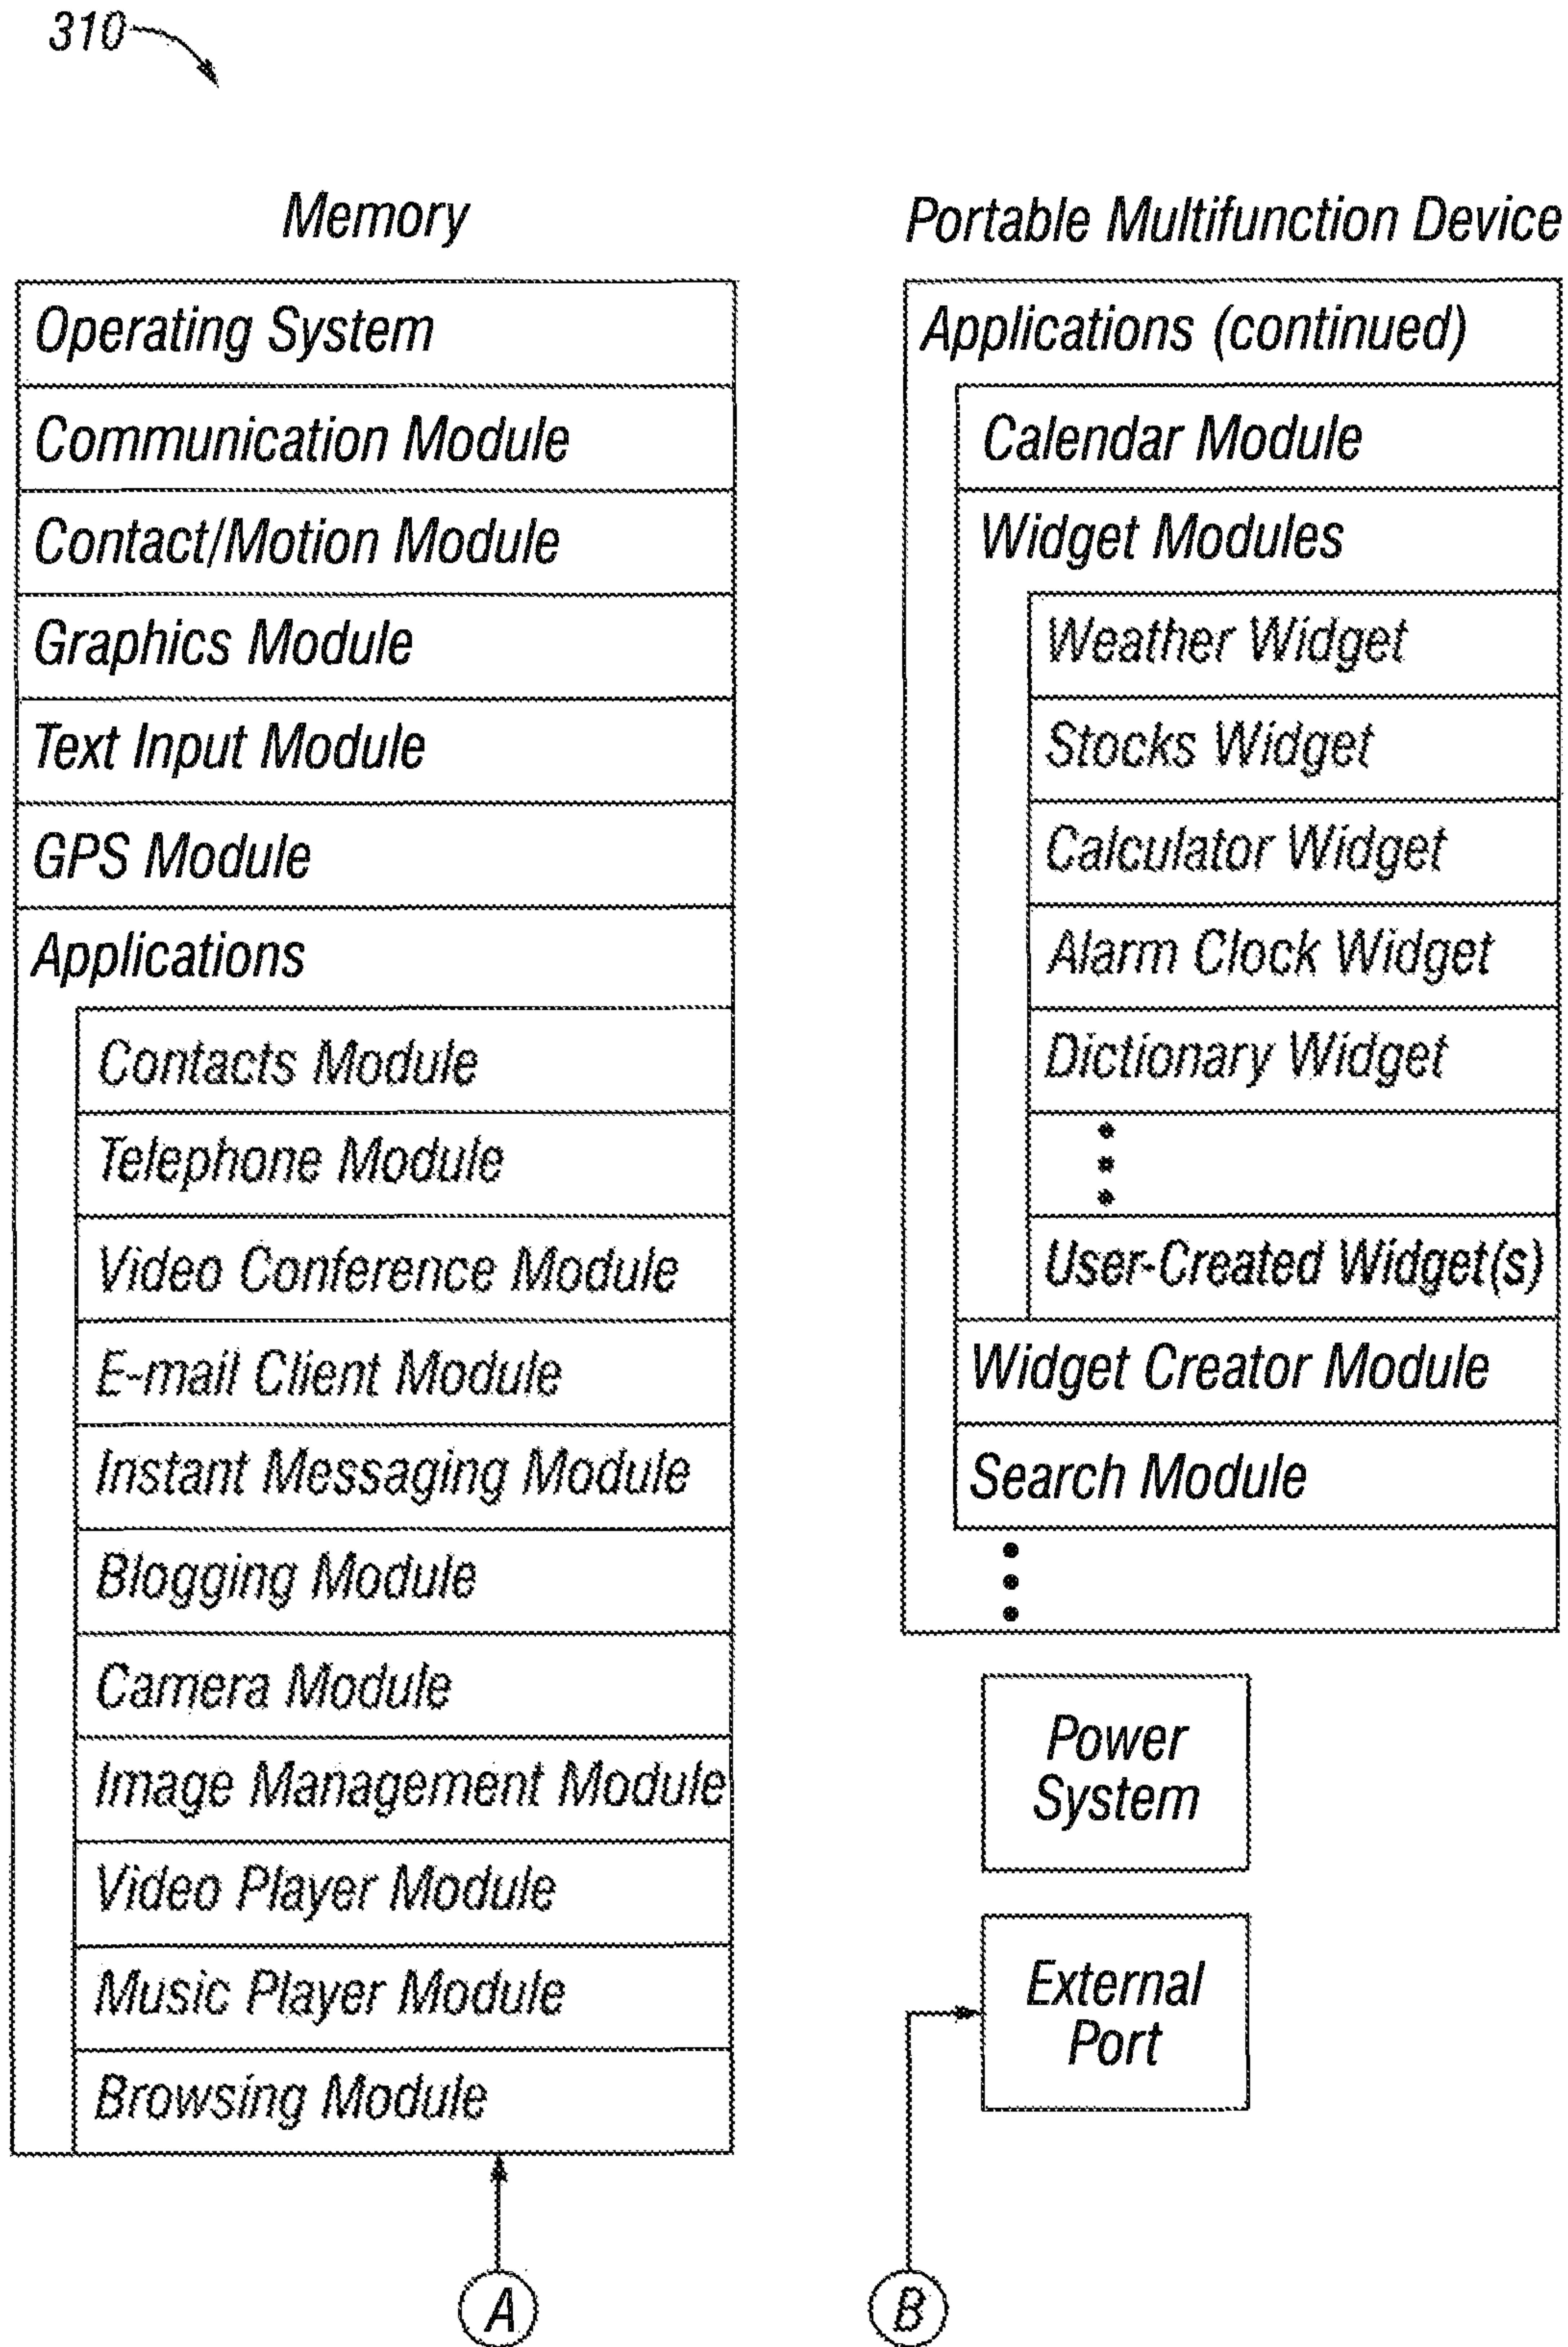 310
Memory
Operating System
Communication Module
Contact/Motion Module
Graphics Module
Text Input Module
GPS Module
Applications
Contacts Module
Telephone Module
Video Conference Module
E-mail Client Module
Instant Messaging Module
Blogging Module
Camera Module
Image Management Module
Video Player Module
Music Player Module
Browsing Module
A
Portable Multifunction Device
Applications (continued)
Calendar Module
Widget Modules
Weather Widget
Stocks Widget
Calculator Widget
Alarm Clock Widget
Dictionary Widget
User-Created Widget(s)
Widget Creator Module
Search Module
Power
System
External
Port
B